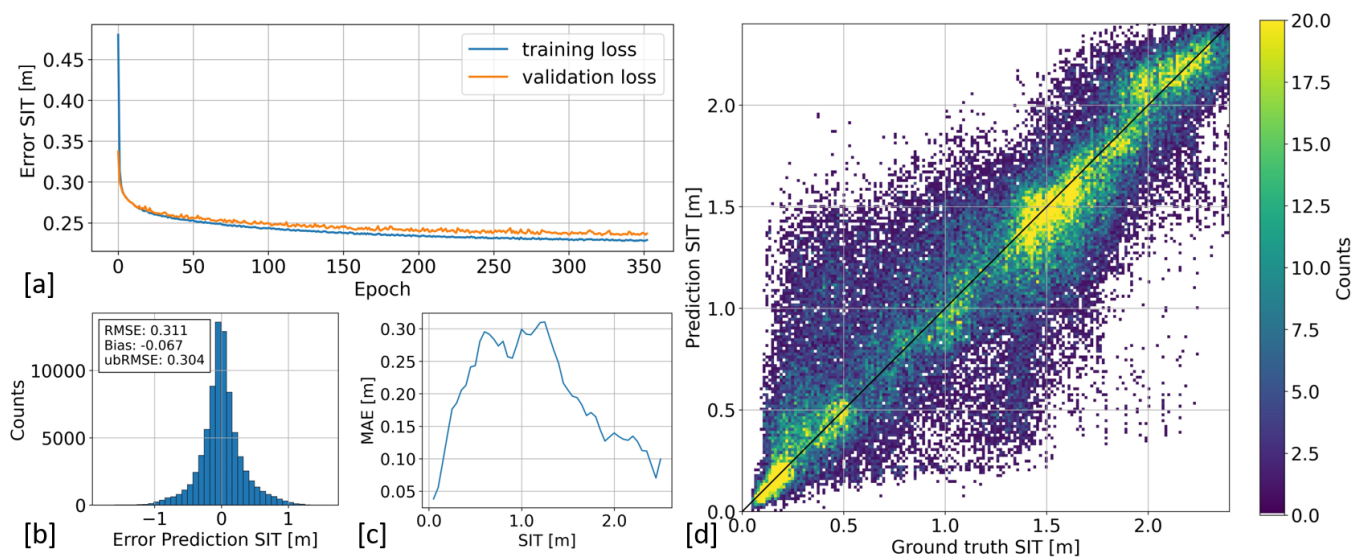 Error SIT [m]
0.45
0.40
0.35
0.30
0.25
training loss
validation loss
0 50 100 150 200 250 300 350
Epoch
[a]
Counts
10000
5000
0
RMSE: 0.311
Bias: -0.067
ubRMSE: 0.304
−1 0 1
Error Prediction SIT [m]
[b]
MAE [m]
0.30
0.25
0.20
0.15
0.10
0.05
0.0 1.0 2.0
SIT [m]
[c]
Prediction SIT [m]
2.0
1.5
1.0
0.5
0.0
0.0 0.5 1.0 1.5 2.0
Ground truth SIT [m]
[d]
20.0
17.5
15.0
12.5
10.0
7.5
5.0
2.5
0.0
Counts